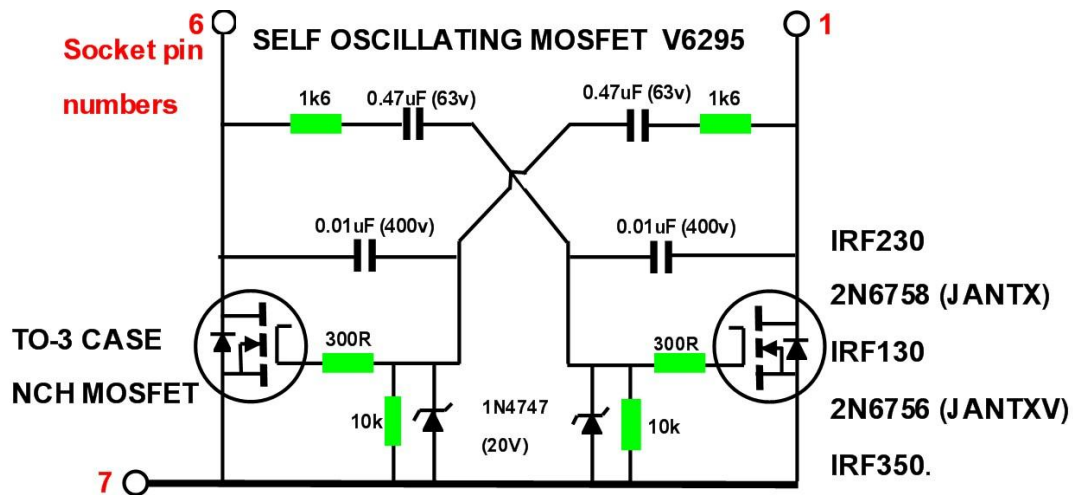 6
1
SELF OSCILLATING MOSFET V6295
Socket pin
numbers
1k6
0.47uF (63v)
0.47uF (63v)
1k6
0.01uF (400v)
0.01uF (400v)
IRF230
2N6758 (JANTX)
TO-3 CASE
300R
300R
IRF130
NCH MOSFET
10k
1N4747
(20V)
10k
2N6756 (JANTXV)
IRF350.
7